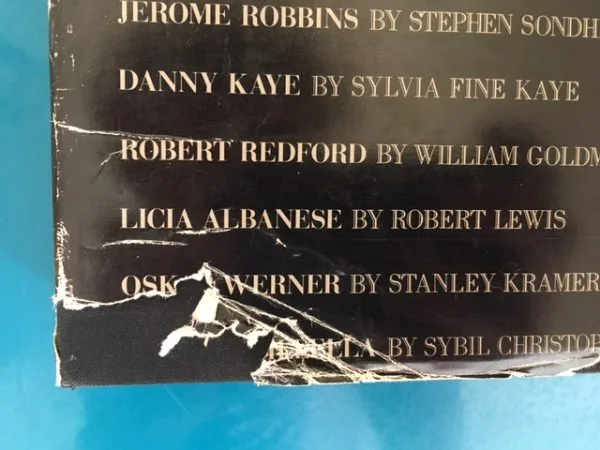 JEROME ROBBINS BY STEPHEN SONDH
DANNY KAYE BY SYLVIA FINE KAYE
ROBERT REDFORD BY WILLIAM GOLDM
LICIA ALBANESE BY ROBERT LEWIS
OSK WERNER BY STANLEY KRAMER
BY SYBIL CHRISTOP